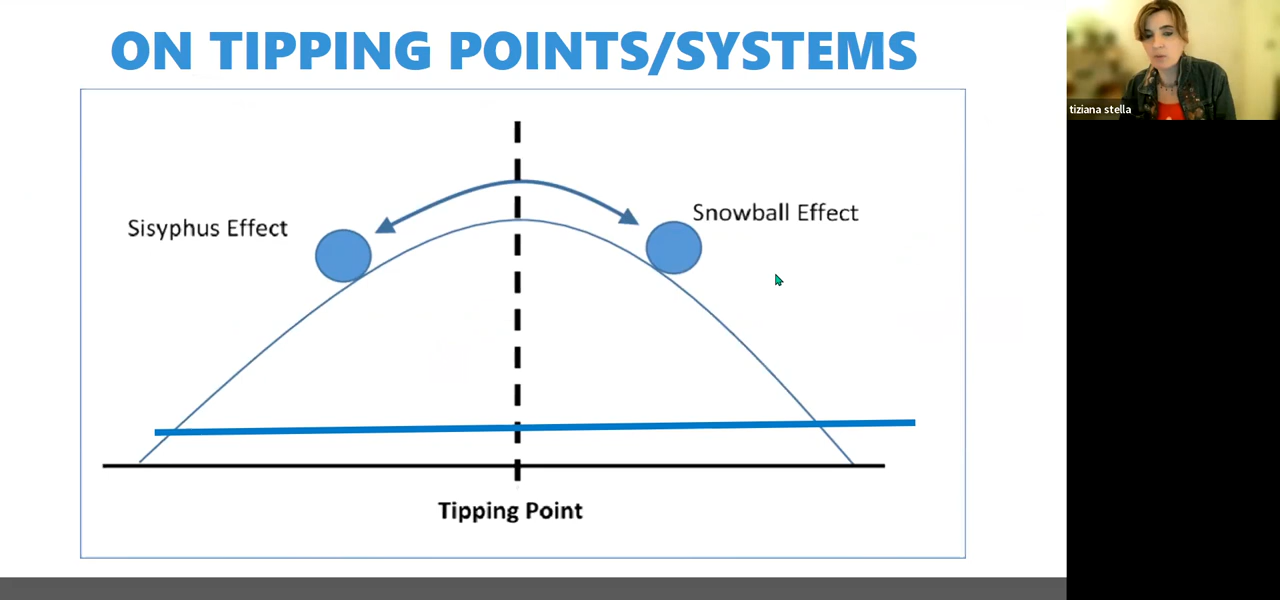 ON TIPPING POINTS/SYSTEMS
tiziana stella
Sisyphus Effect
Snowball Effect
Tipping Point